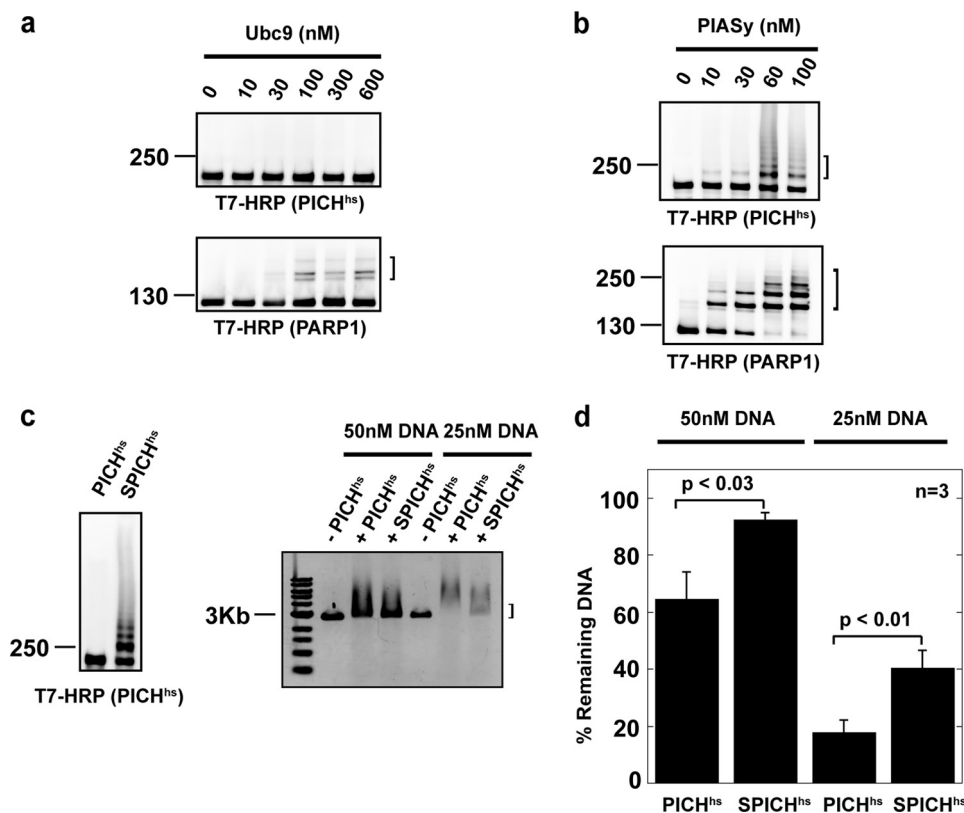 a
Ubc9 (nM)
0 10 30 100 300 600
250
T7-HRP (PICHhs)
130
T7-HRP (PARP1)
b
PIASy (nM)
0 10 30 60 100
250
T7-HRP (PICHhs)
250
130
T7-HRP (PARP1)
c
PICHhs SPICHhs
250
T7-HRP (PICHhs)
50nM DNA 25nM DNA
- PICHhs + PICHhs + SPICHhs - PICHhs + PICHhs + SPICHhs
3Kb
d
50nM DNA 25nM DNA
% Remaining DNA
100
80
60
40
20
0
p < 0.03
n=3
p < 0.01
PICHhs SPICHhs PICHhs SPICHhs